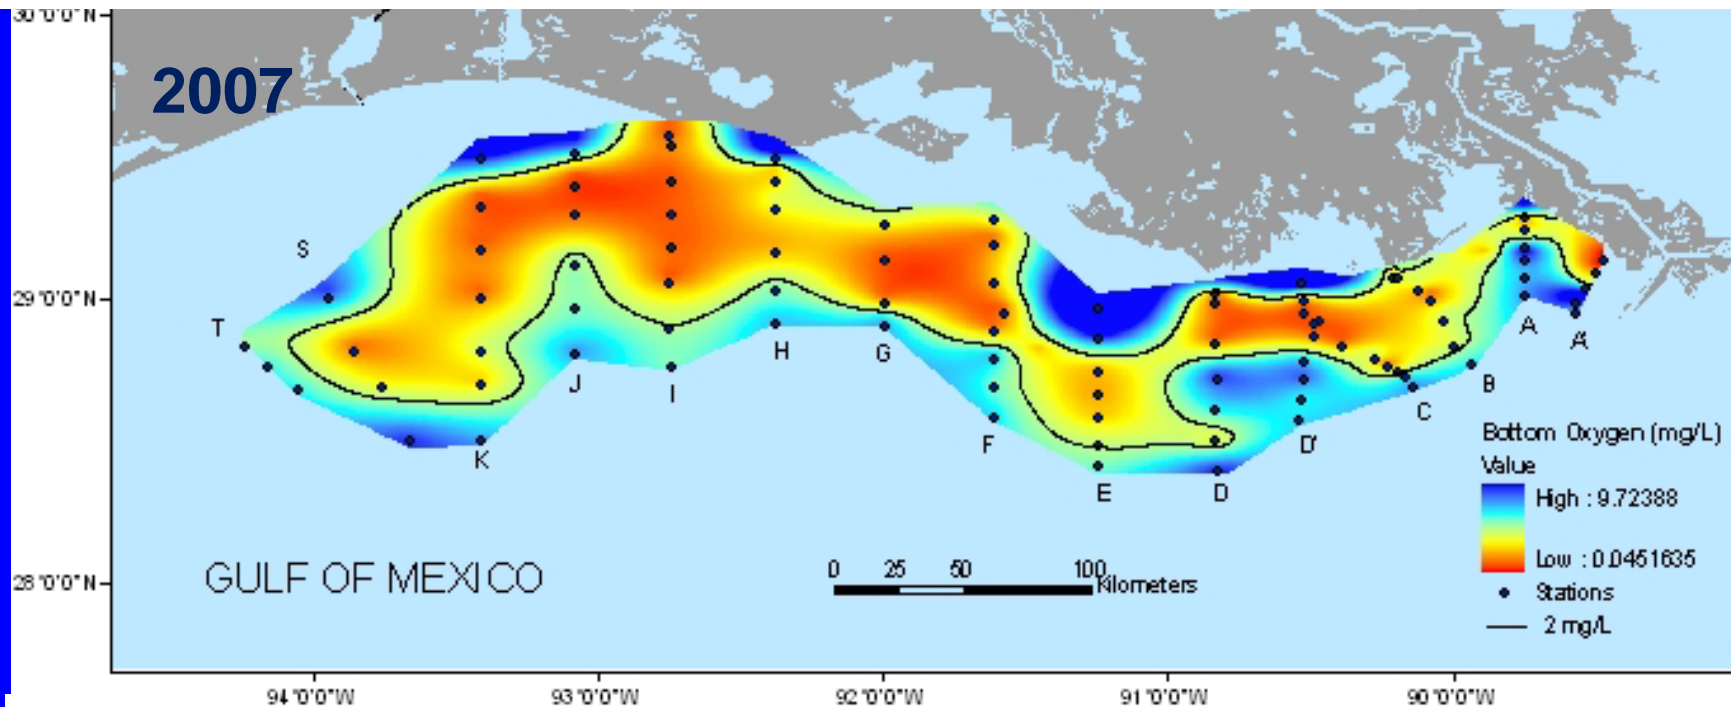 30°0'0"N
2007
S
29°0'0"N
T
A
A'
H
G
J
I
B
C
F
D'
K
E
D
Bottom Oxygen (mg/L)
Value
High : 9.72388
Low : 0.0451635
Stations
2 mg/L
GULF OF MEXICO
0 25 50 100
Kilometers
28°0'0"N
94°0'0"W 93°0'0"W 92°0'0"W 91°0'0"W 90°0'0"W